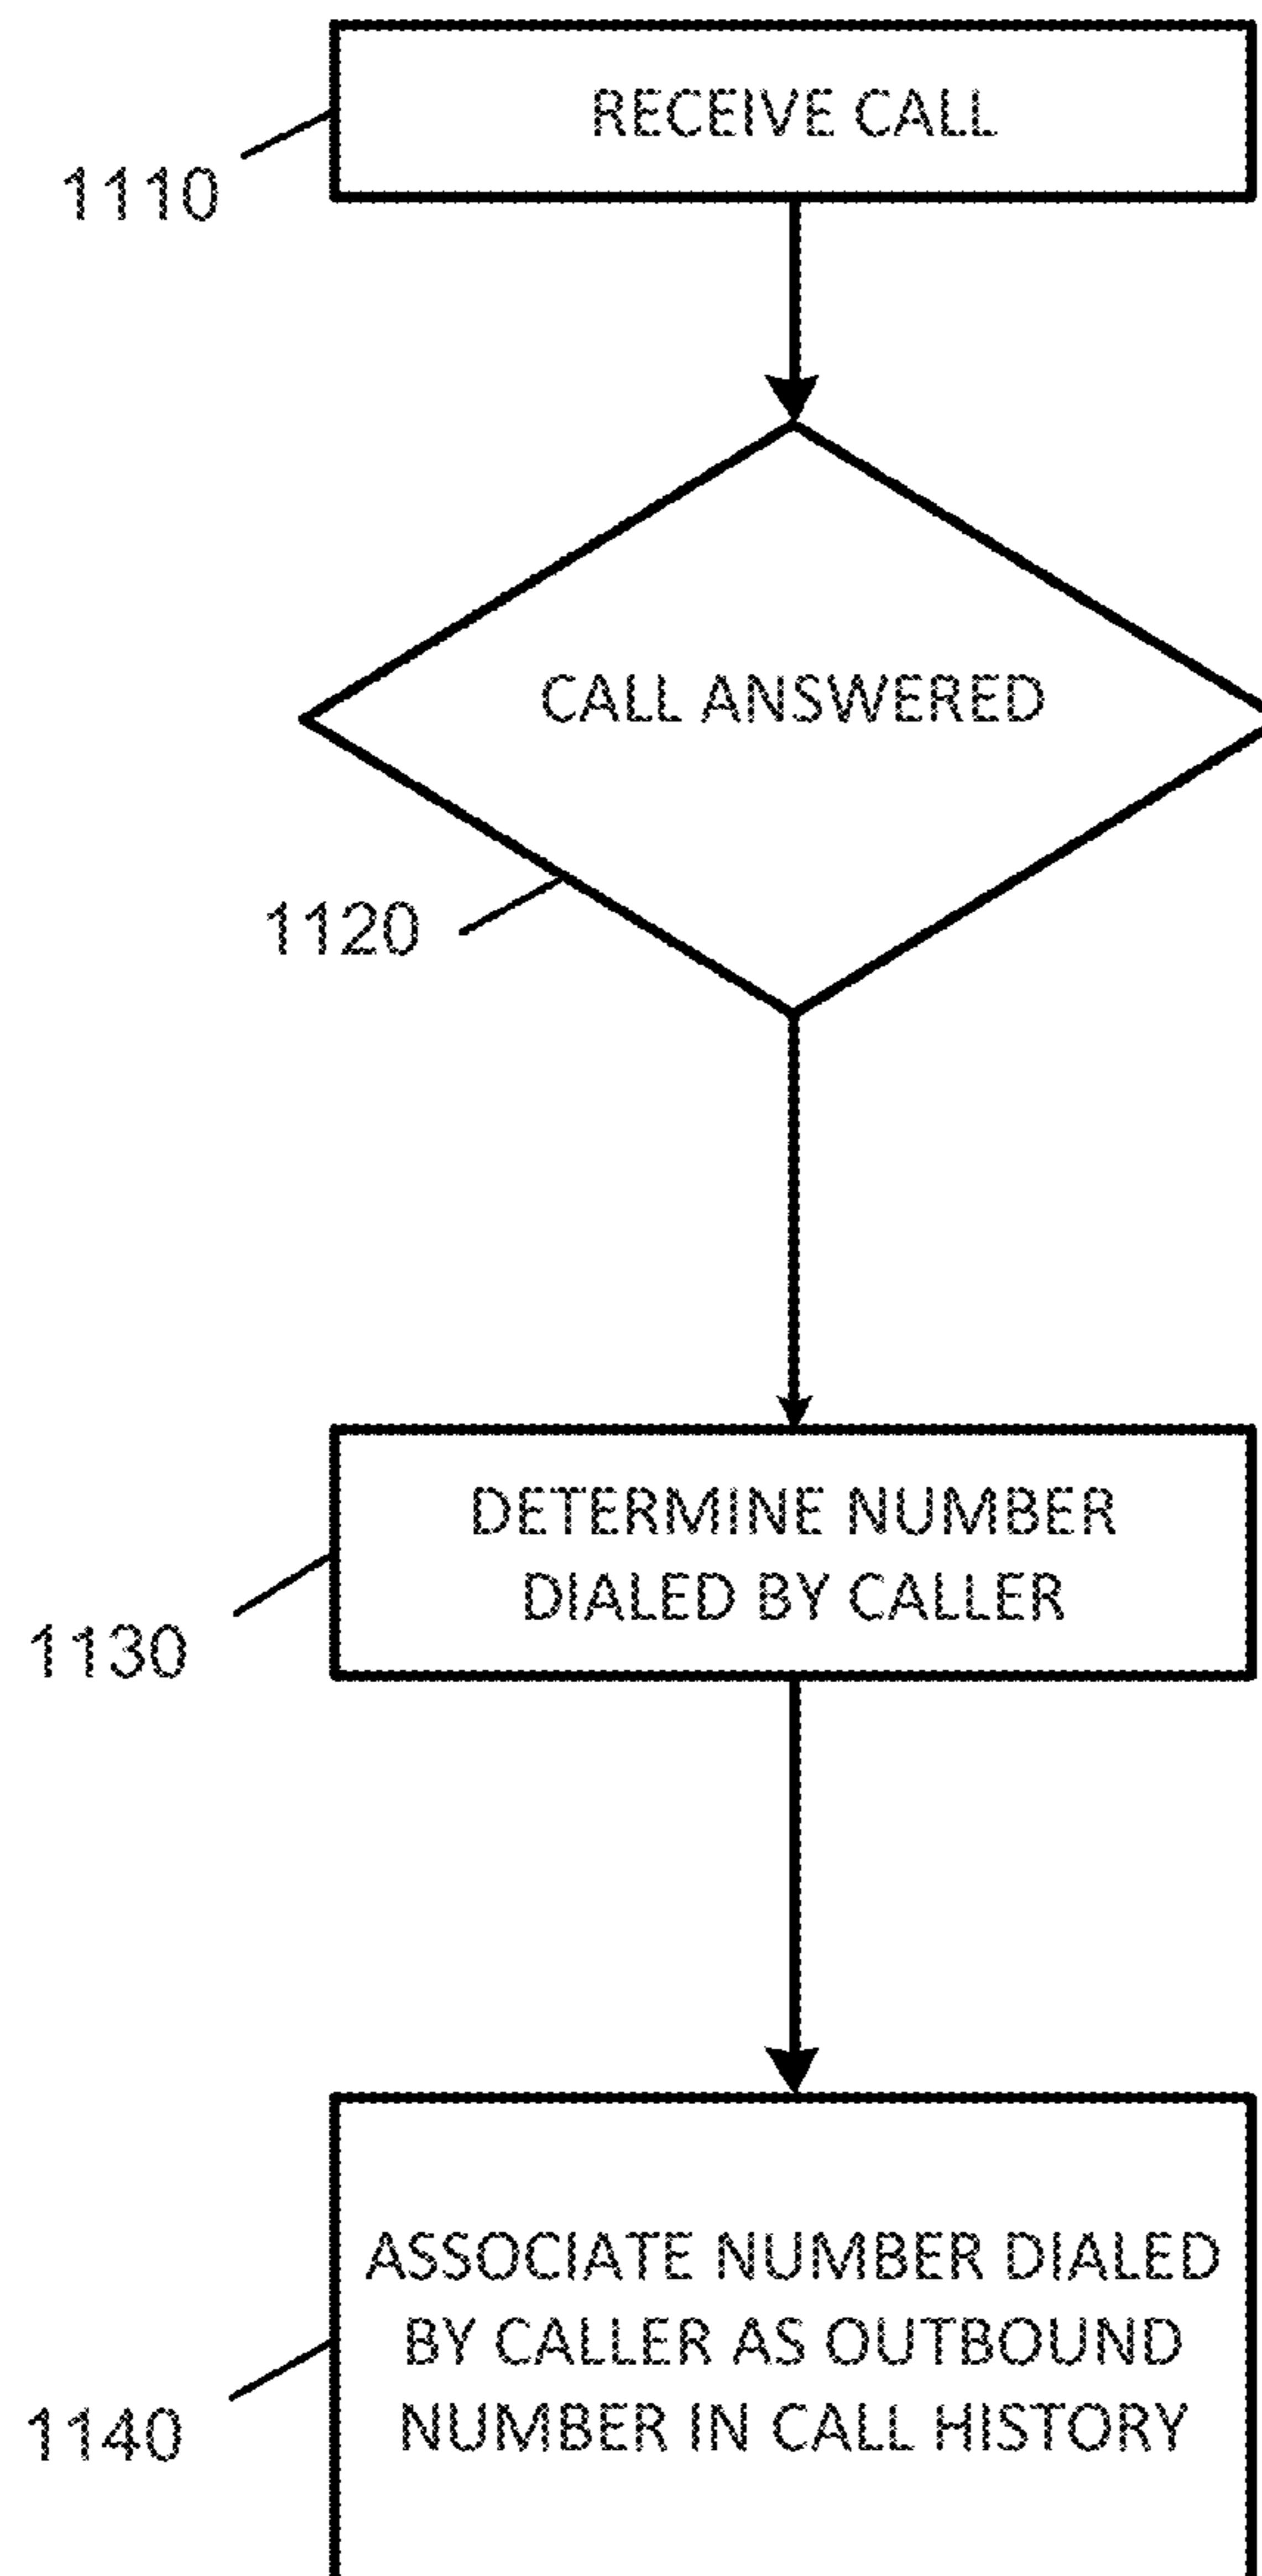 RECEIVE CALL
1110
CALL ANSWERED
1120
DETERMINE NUMBER
DIALED BY CALLER
1130
ASSOCIATE NUMBER DIALED
BY CALLER AS OUTBOUND
NUMBER IN CALL HISTORY
1140